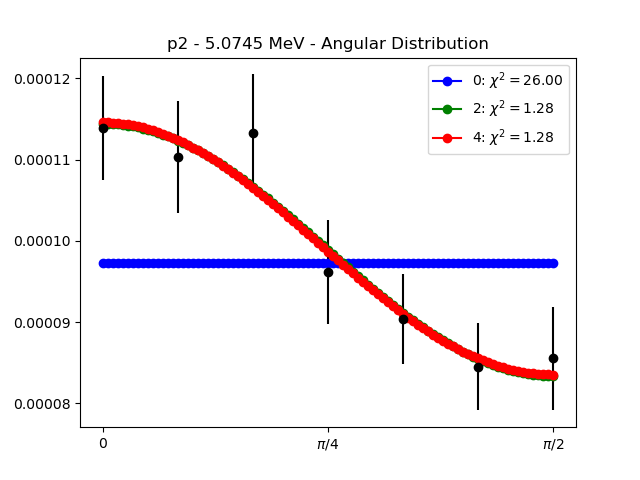 p2 - 5.0745 MeV - Angular Distribution
0.00012
0.00011
0.00010
0.00009
0.00008
0: χ² = 26.00
2: χ² = 1.28
4: χ² = 1.28
0
π/4
π/2